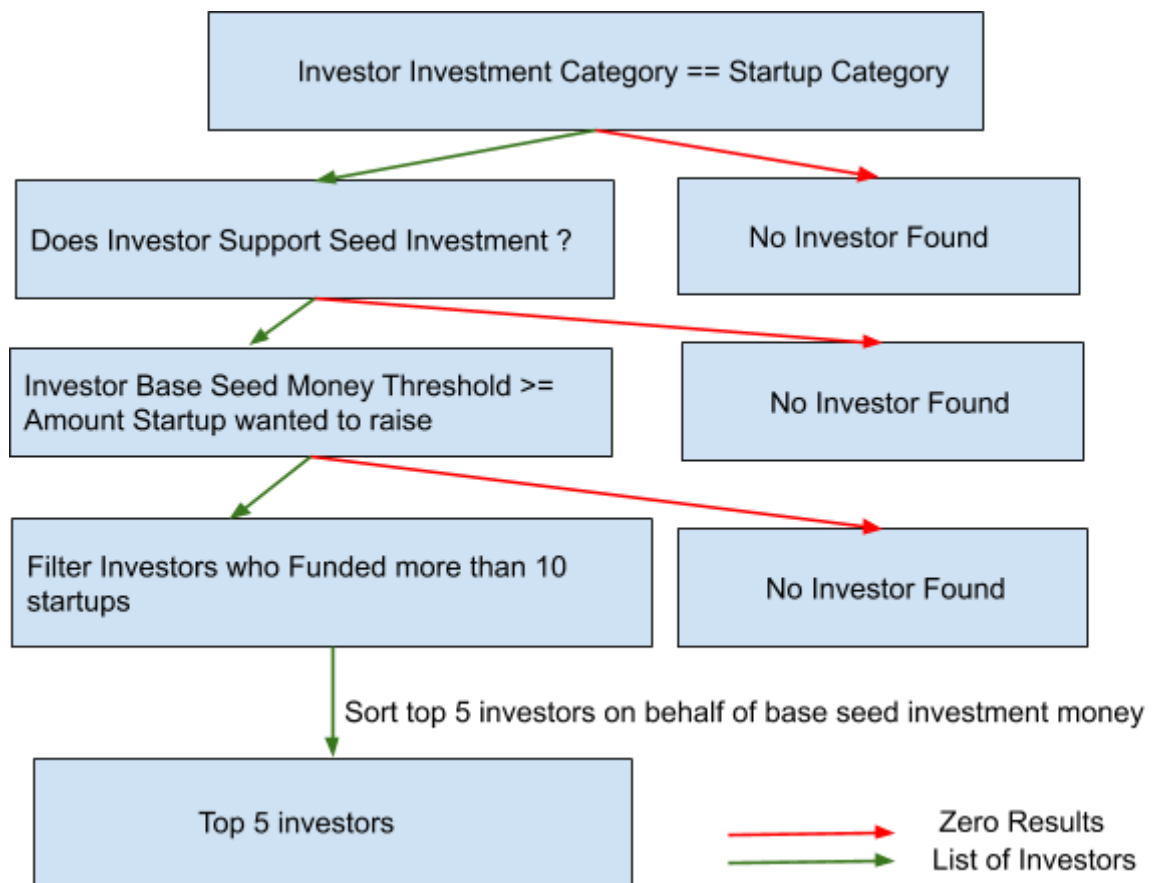 Investor Investment Category == Startup Category
Does Investor Support Seed Investment ?
No Investor Found
Investor Base Seed Money Threshold >=
Amount Startup wanted to raise
No Investor Found
Filter Investors who Funded more than 10
startups
No Investor Found
Sort top 5 investors on behalf of base seed investment money
Top 5 investors
Zero Results
List of Investors